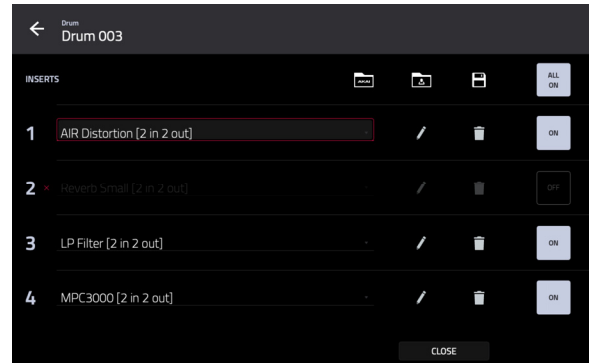 Drum
Drum 003
INSERTS
AKAI
ALL
ON
1 AIR Distortion [2 in 2 out] ON
2 × Reverb Small [2 in 2 out] OFF
3 LP Filter [2 in 2 out] ON
4 MPC3000 [2 in 2 out] ON
CLOSE